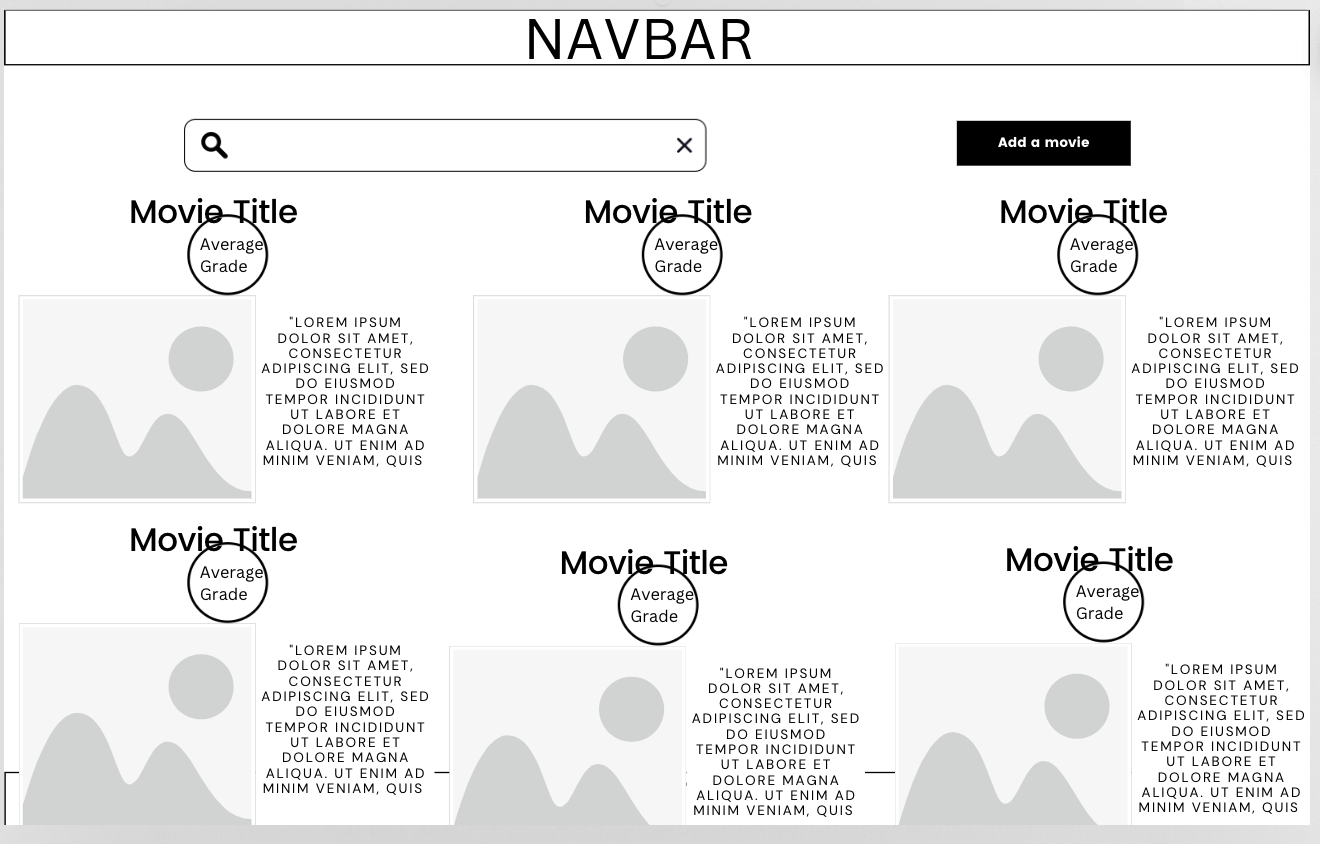 NAVBAR
Add a movie
Movie Title
Average
Grade
"LOREM IPSUM
DOLOR SIT AMET,
CONSECTETUR
ADIPISCING ELIT, SED
DO EIUSMOD
TEMPOR INCIDIDUNT
UT LABORE ET
DOLORE MAGNA
ALIQUA. UT ENIM AD
MINIM VENIAM, QUIS
Movie Title
Average
Grade
"LOREM IPSUM
DOLOR SIT AMET,
CONSECTETUR
ADIPISCING ELIT, SED
DO EIUSMOD
TEMPOR INCIDIDUNT
UT LABORE ET
DOLORE MAGNA
ALIQUA. UT ENIM AD
MINIM VENIAM, QUIS
Movie Title
Average
Grade
"LOREM IPSUM
DOLOR SIT AMET,
CONSECTETUR
ADIPISCING ELIT, SED
DO EIUSMOD
TEMPOR INCIDIDUNT
UT LABORE ET
DOLORE MAGNA
ALIQUA. UT ENIM AD
MINIM VENIAM, QUIS
Movie Title
Average
Grade
"LOREM IPSUM
DOLOR SIT AMET,
CONSECTETUR
ADIPISCING ELIT, SED
DO EIUSMOD
TEMPOR INCIDIDUNT
UT LABORE ET
DOLORE MAGNA
ALIQUA. UT ENIM AD
MINIM VENIAM, QUIS
Movie Title
Average
Grade
"LOREM IPSUM
DOLOR SIT AMET,
CONSECTETUR
ADIPISCING ELIT, SED
DO EIUSMOD
TEMPOR INCIDIDUNT
UT LABORE ET
DOLORE MAGNA
ALIQUA. UT ENIM AD
MINIM VENIAM, QUIS
Movie Title
Average
Grade
"LOREM IPSUM
DOLOR SIT AMET,
CONSECTETUR
ADIPISCING ELIT, SED
DO EIUSMOD
TEMPOR INCIDIDUNT
UT LABORE ET
DOLORE MAGNA
ALIQUA. UT ENIM AD
MINIM VENIAM, QUIS